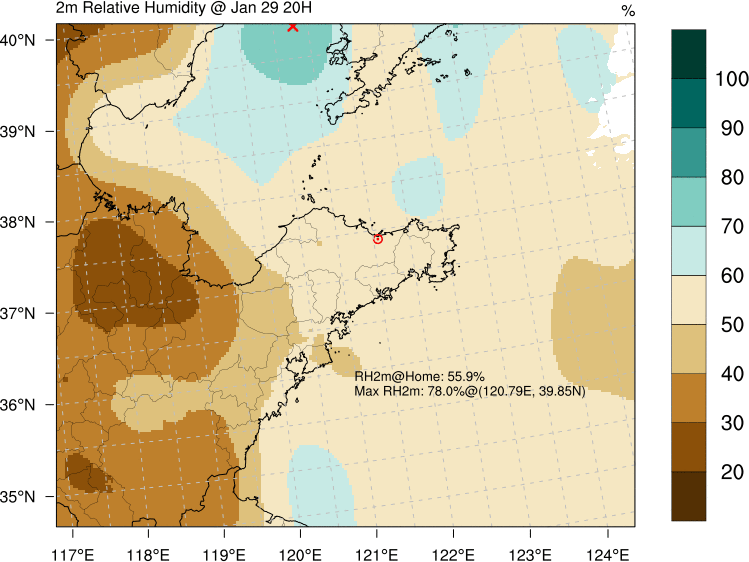 2m Relative Humidity @ Jan 29 20H
%
40°N
39°N
38°N
37°N
36°N
35°N
117°E
118°E
119°E
120°E
121°E
122°E
123°E
124°E
RH2m@Home: 55.9%
Max RH2m: 78.0%@(120.79E, 39.85N)
100
90
80
70
60
50
40
30
20